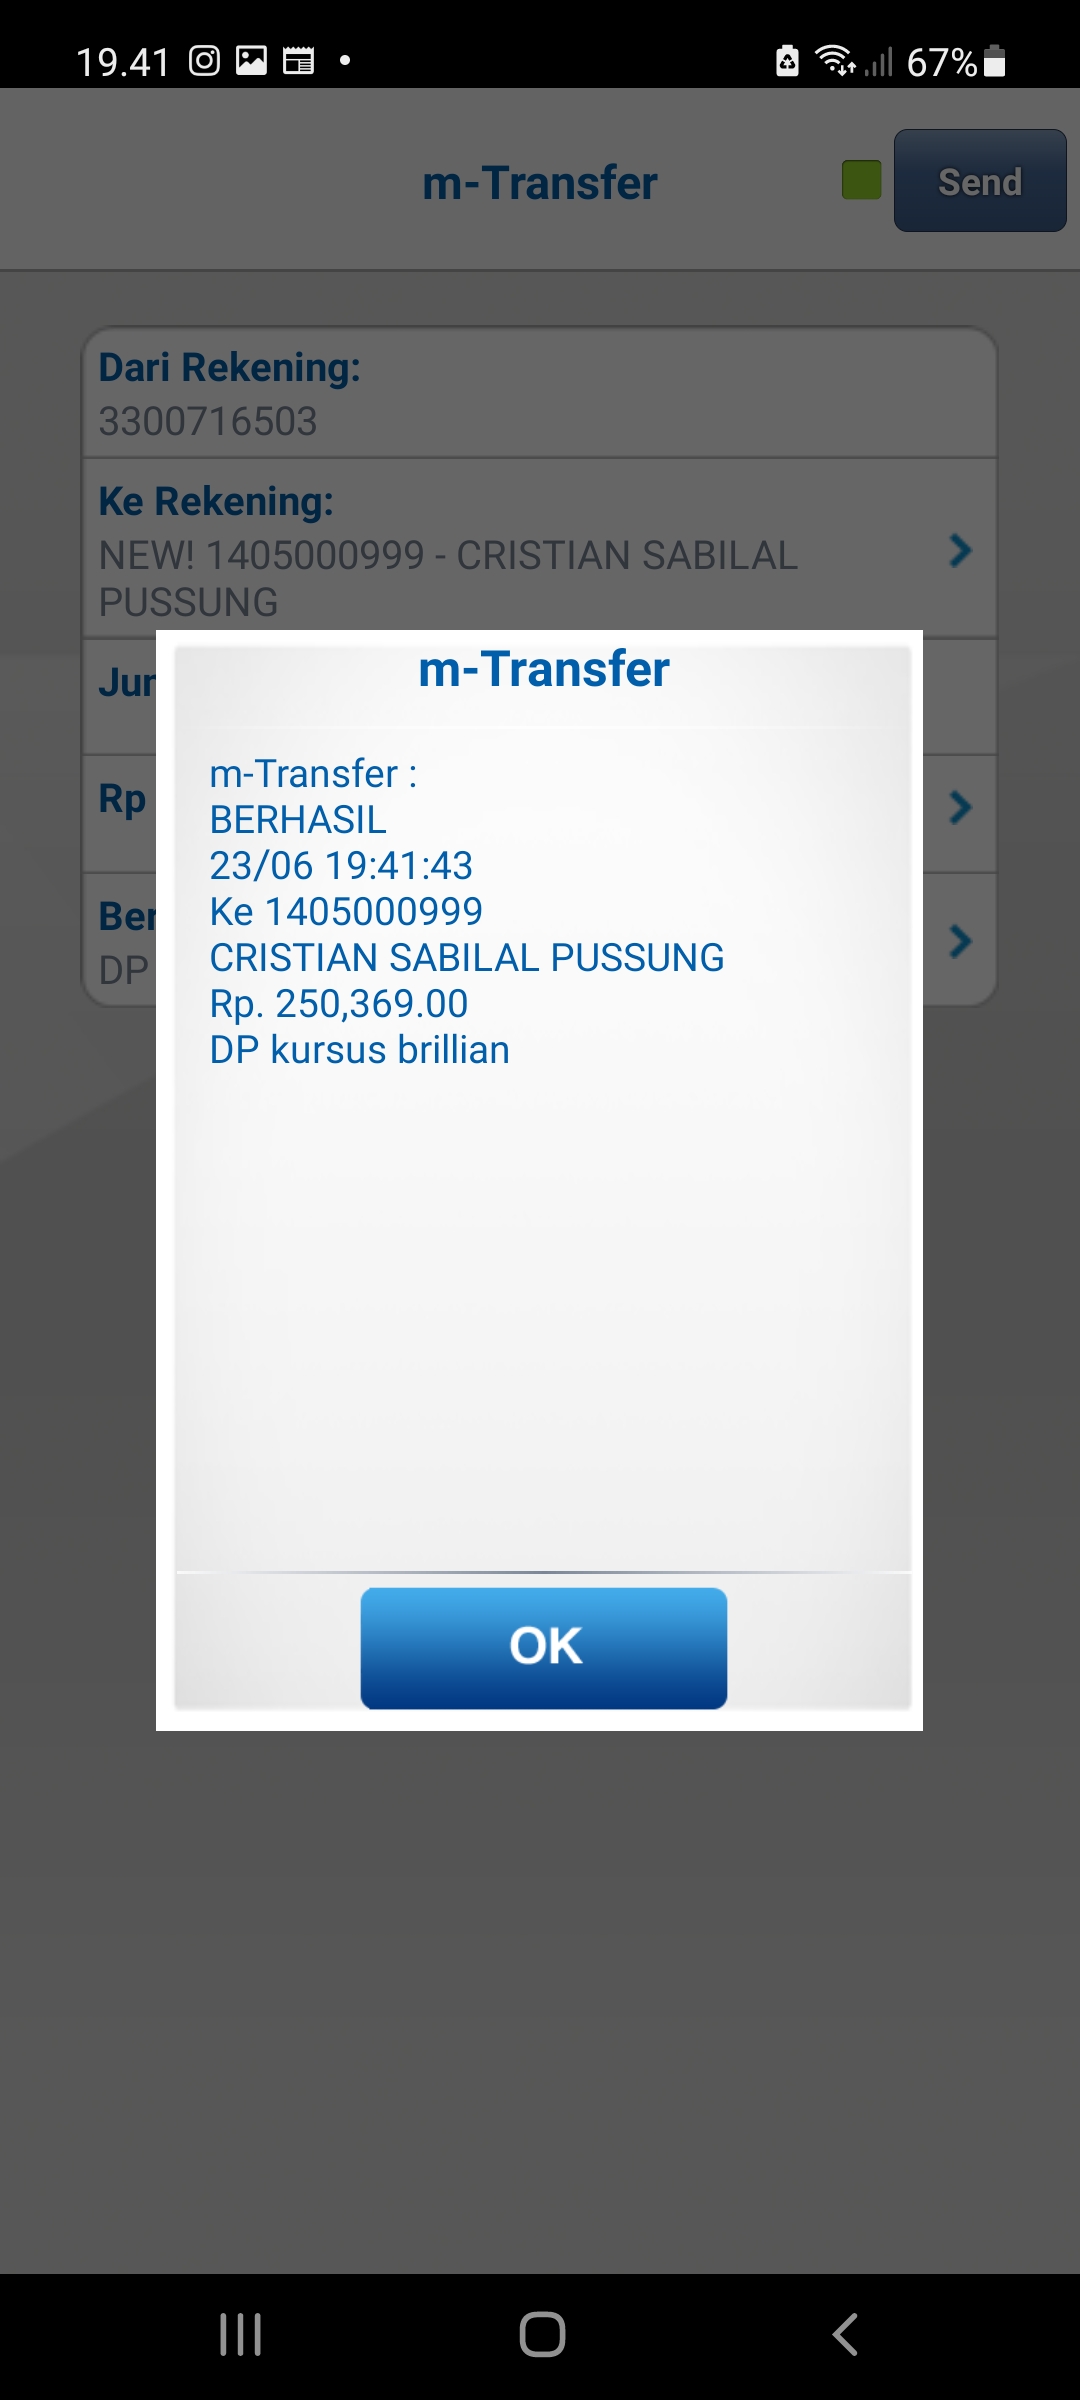 19.41
67%
m-Transfer
Send
Dari Rekening:
3300716503
Ke Rekening:
NEW! 1405000999 - CRISTIAN SABILAL
PUSSUNG
Rp
DP
m-Transfer
m-Transfer :
BERHASIL
23/06 19:41:43
Ke 1405000999
CRISTIAN SABILAL PUSSUNG
Rp. 250,369.00
DP kursus brillian
OK